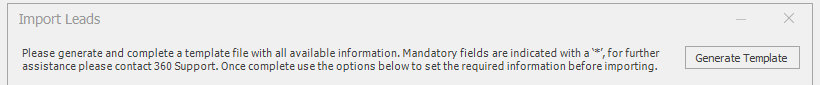 Import Leads
Please generate and complete a template file with all available information. Mandatory fields are indicated with a '*', for further
assistance please contact 360 Support. Once complete use the options below to set the required information before importing.
Generate Template